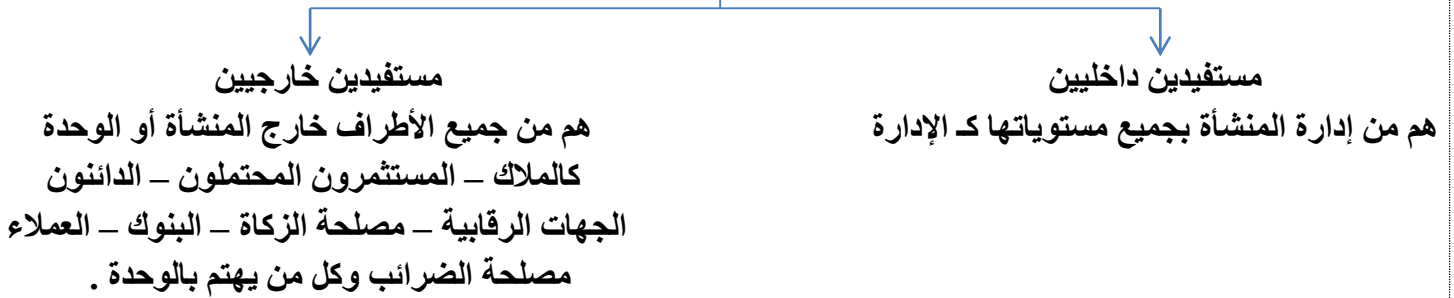 مستفيدين داخليين
هم من إدارة المنشأة بجميع مستوياتها كـ الإدارة
مستفيدين خارجيين
هم من جميع الأطراف خارج المنشأة أو الوحدة
كالملاك – المستثمرون المحتملون – الدائنون
الجهات الرقابية – مصلحة الزكاة – البنوك – العملاء
مصلحة الضرائب وكل من يهتم بالوحدة .